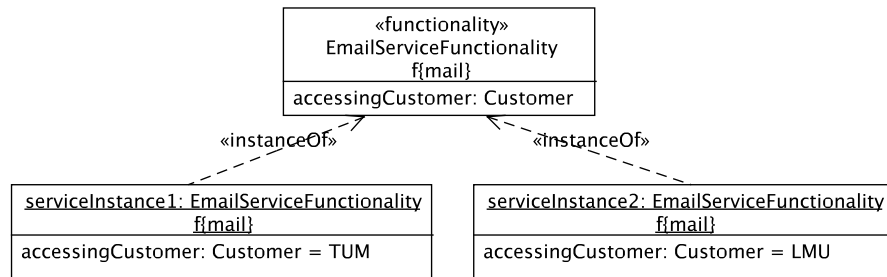 «functionality»
EmailServiceFunctionality
f{mail}
accessingCustomer: Customer
«instanceOf»
«instanceOf»
serviceInstance1: EmailServiceFunctionality
f{mail}
accessingCustomer: Customer = TUM
serviceInstance2: EmailServiceFunctionality
f{mail}
accessingCustomer: Customer = LMU